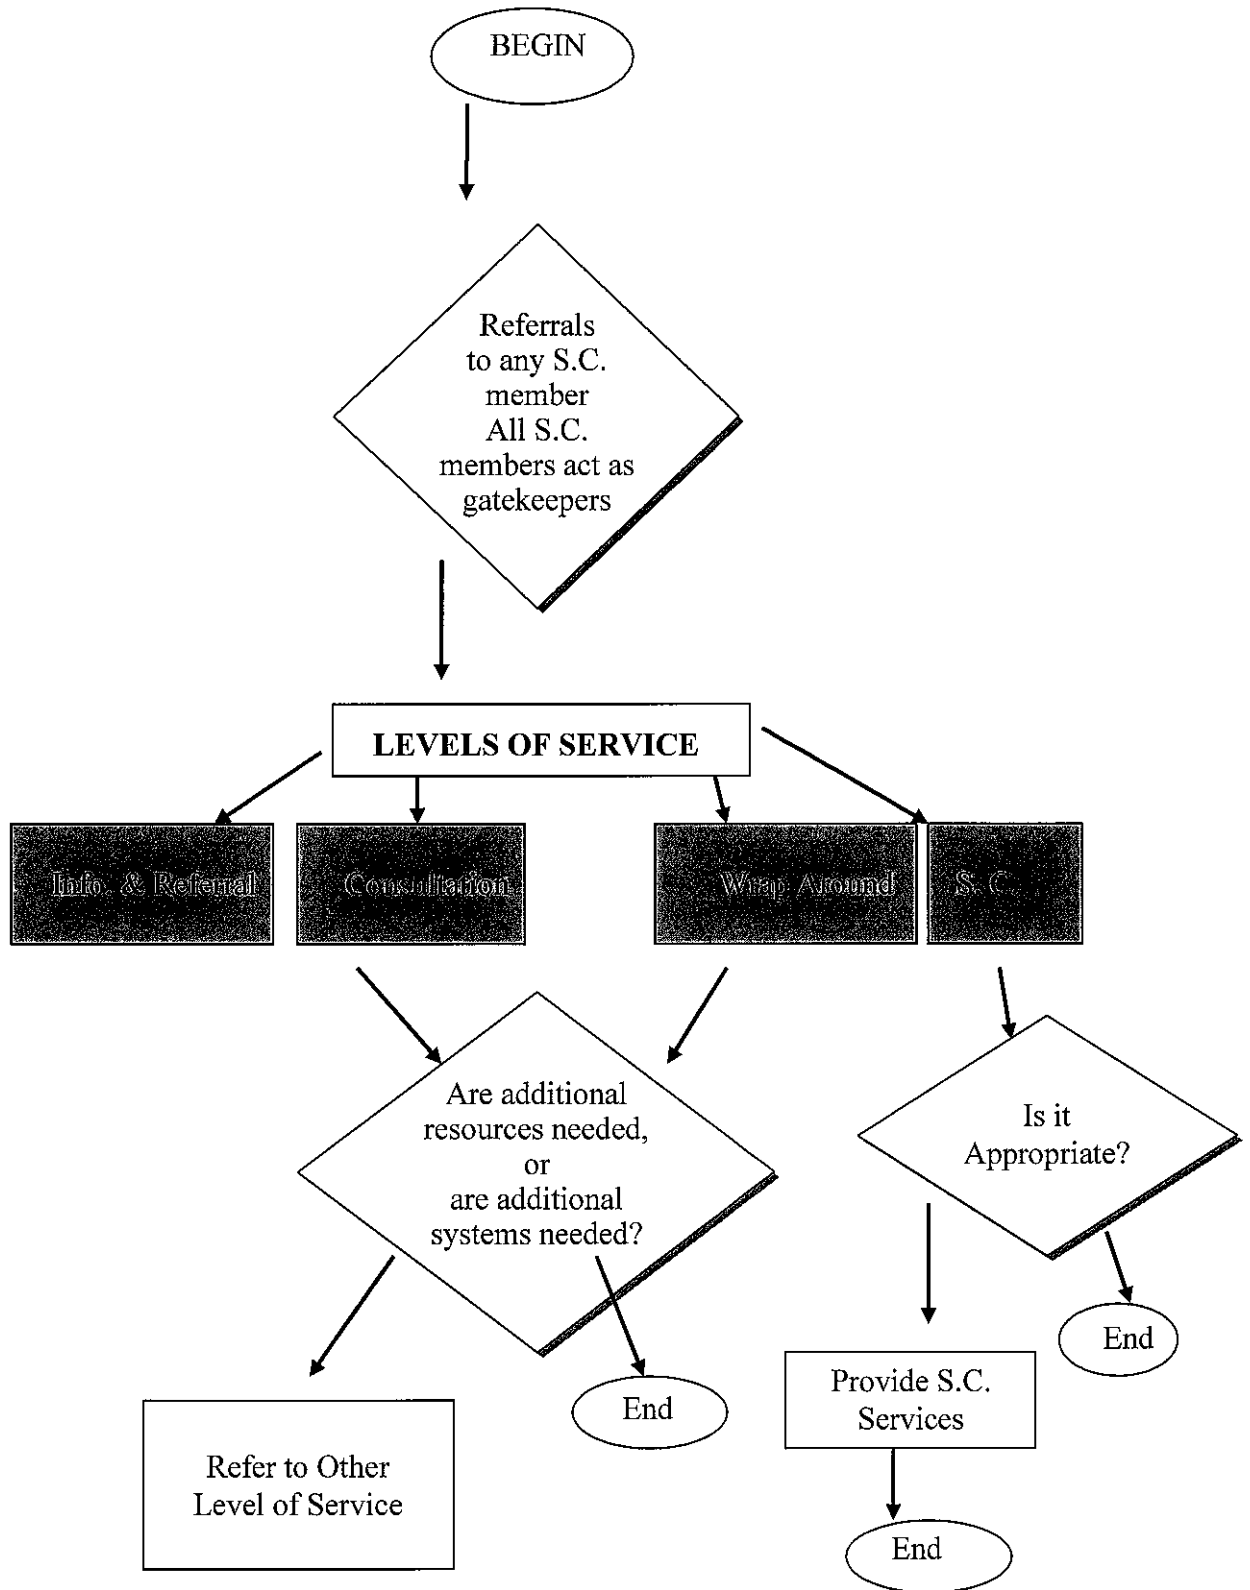 BEGIN
Referrals
to any S.C.
member
All S.C.
members act as
gatekeepers
LEVELS OF SERVICE
Info. & Referral
Consultation
Wrap Around
S. C.
Are additional
resources needed,
or
are additional
systems needed?
Is it
Appropriate?
End
Provide S.C.
Services
End
Refer to Other
Level of Service
End